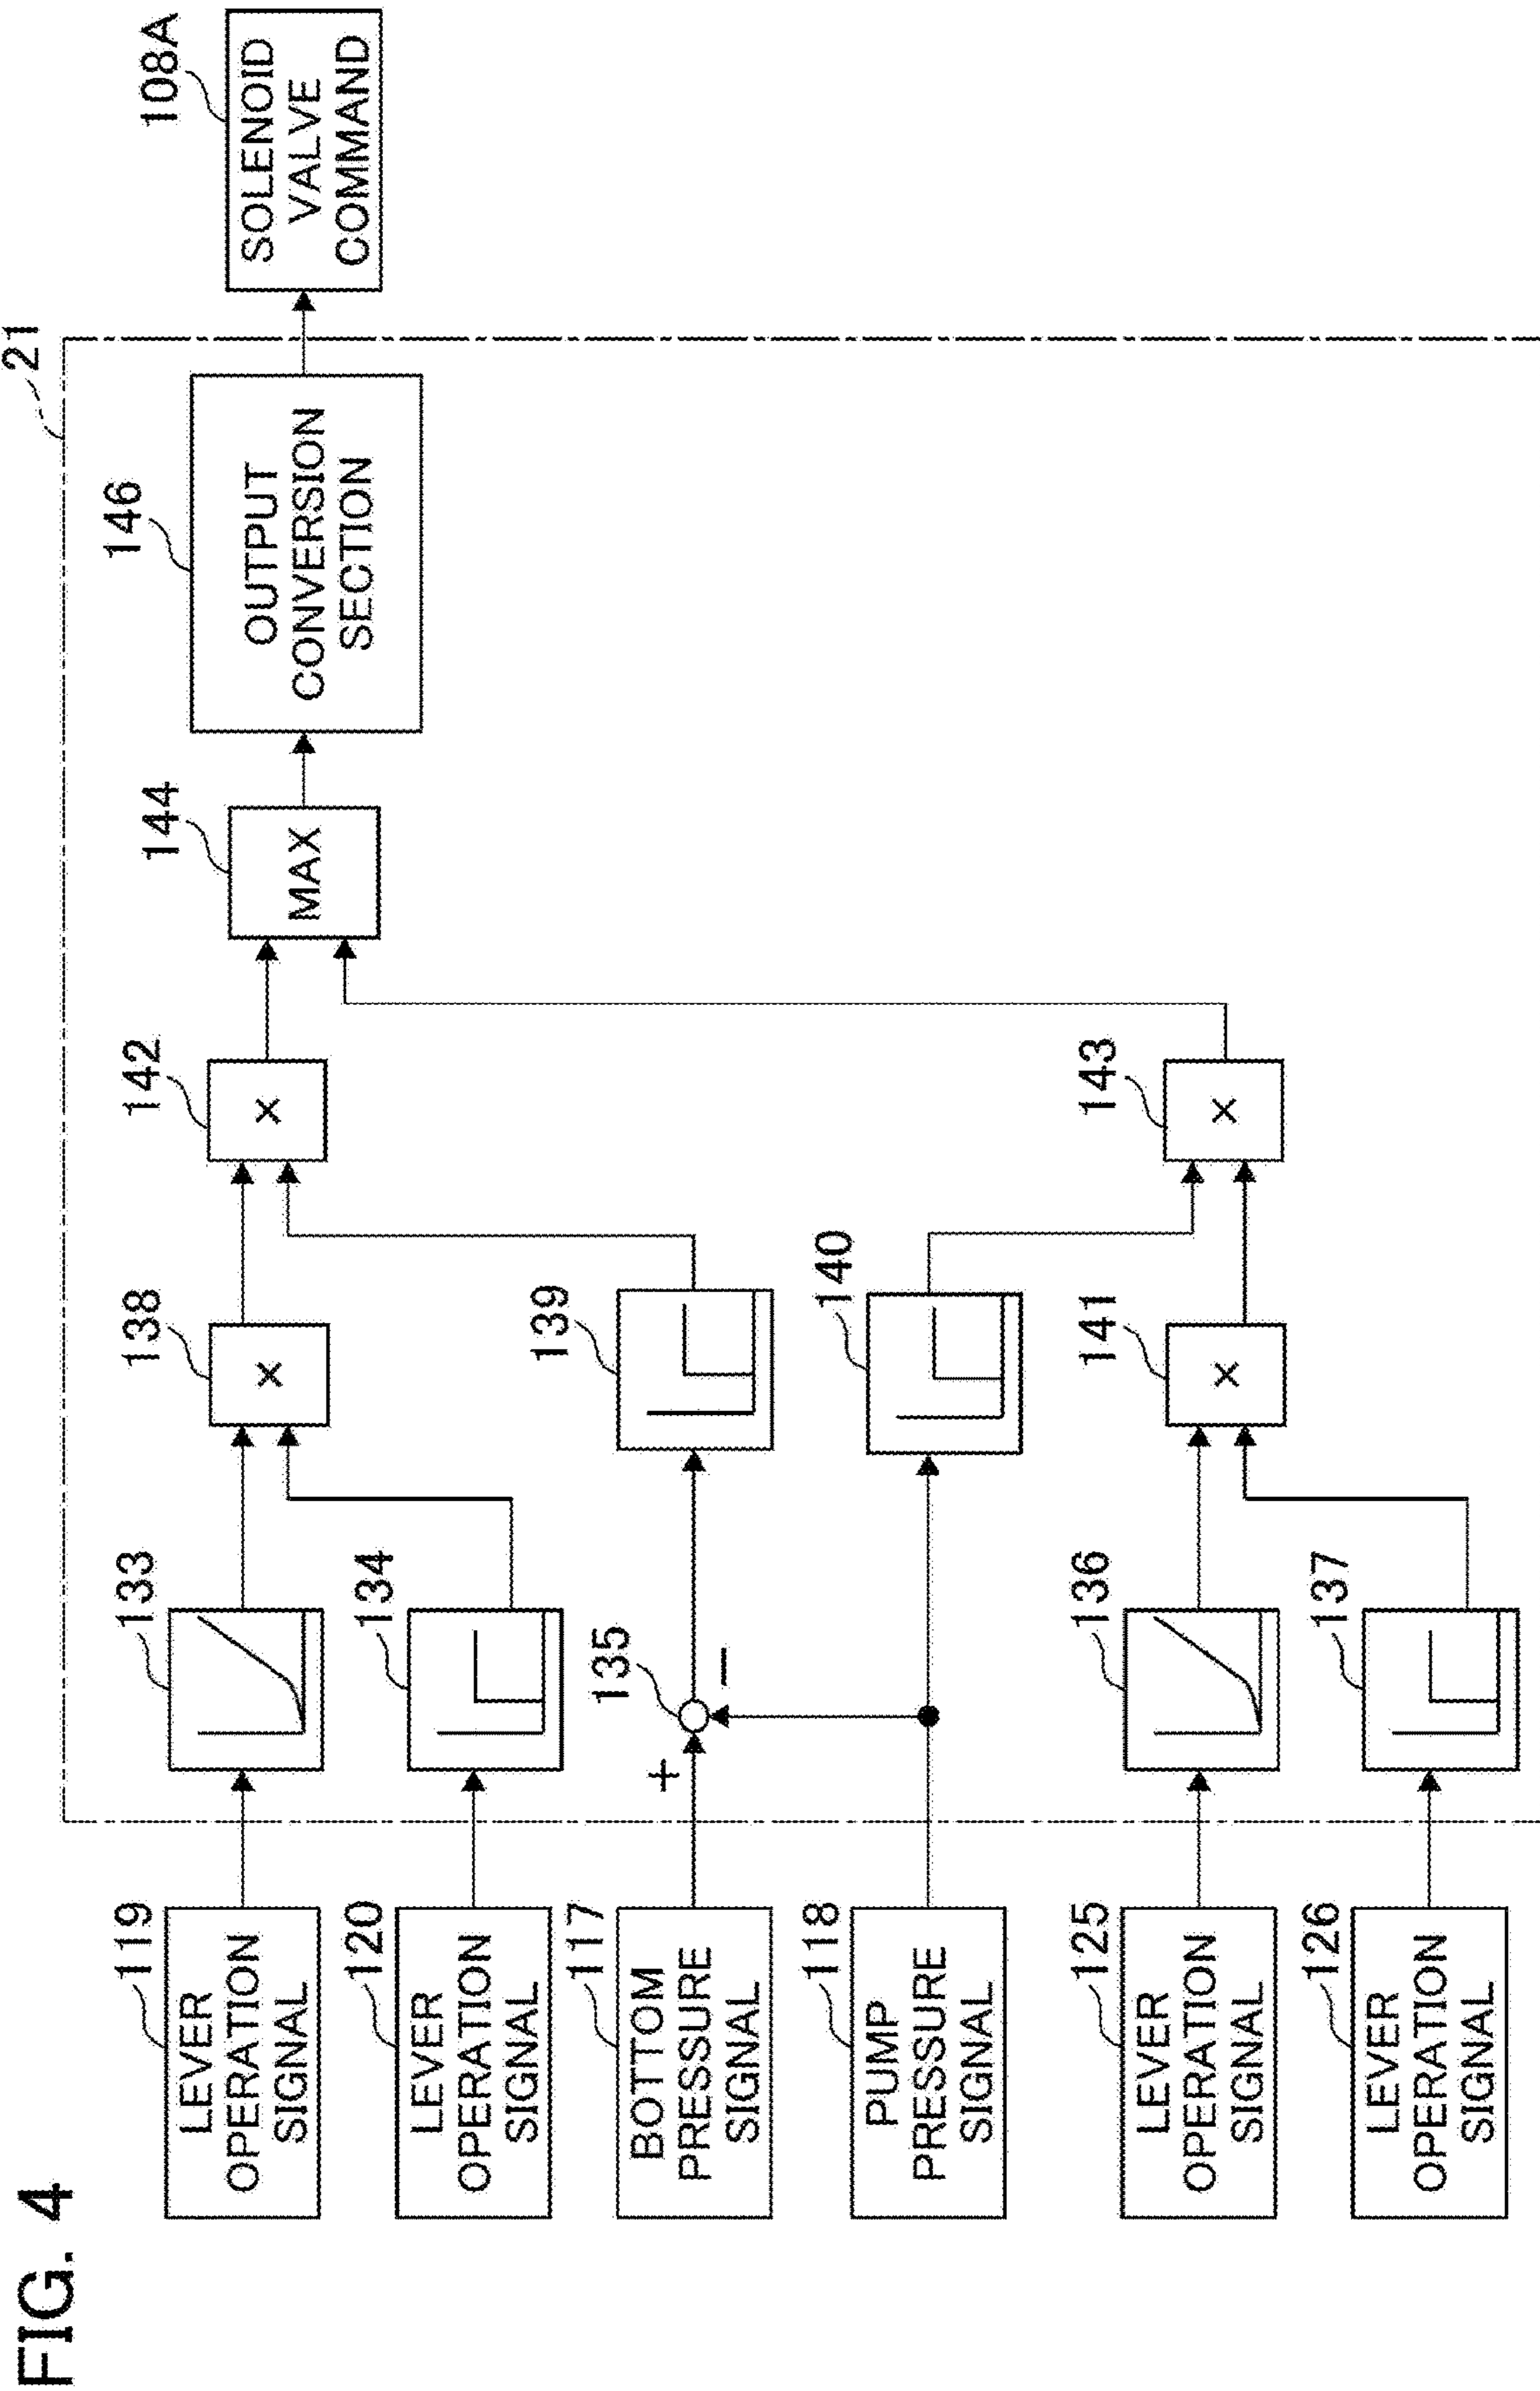 FIG. 4
21
119
LEVER
OPERATION
SIGNAL
133
138
142
144
MAX
146
OUTPUT
CONVERSION
SECTION
108A
SOLENOID
VALVE
COMMAND
×
×
120
LEVER
OPERATION
SIGNAL
134
117
BOTTOM
PRESSURE
SIGNAL
+
135
−
139
118
PUMP
PRESSURE
SIGNAL
140
125
LEVER
OPERATION
SIGNAL
136
141
×
143
×
126
LEVER
OPERATION
SIGNAL
137